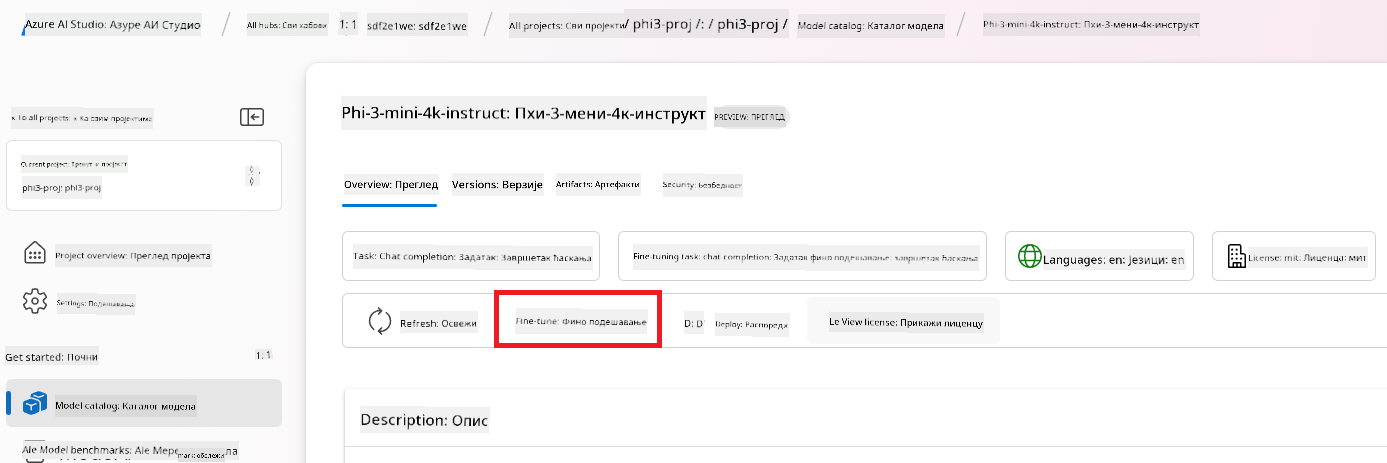 Azure AI Studio: Азуре АИ Студио / All hubs: Сви хабови 1: 1 sdf2e1we: sdf2e1we / All projects: Сви пројекти/ phi3-proj /: / phi3-proj / Model catalog: Каталог модела / Phi-3-mini-4k-instruct: Пхи-3-мени-4к-инструкт
« To all projects: « Ка свим пројектима
Current project: пројект
phi3-proj: phi3-proj
Project overview: Преглед пројекта
Settings: Подешавања
Get started: Почни 1: 1
Model catalog: Каталог модела
Ale Model benchmarks: Ale Мере ла
Phi-3-mini-4k-instruct: Пхи-3-мени-4к-инструкт PREVIEW: ПРЕГЛЕД
Overview: Преглед Versions: Верзије Artifacts: Артефакти Security: Безбедност
Task: Chat completion: Задатак: Завршетак ћаскања Fine-tuning task: chat completion: Задатак фино подешавање: завршетак ћаскања Languages: en: Језици: en License: mit: Лиценца: мит
Refresh: Освежи Fine-tune: Фино подешавање D: D' Deploy: Распореди Le View license: Прикажи лиценцу
Description: Опис